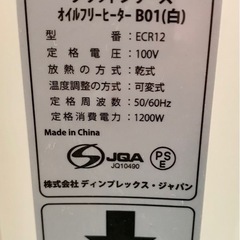 オイルフリーヒーター B01(白)
型　　　　　　番 : ECR12
定　格　電　圧 : 100V
放　熱　の　方　式 : 乾式
温度調整の方式 : 可変式
定　格　周　波　数 : 50/60Hz
定格消費電力 : 1200W
Made in China
JQA
JQ10490
PS
E
株式会社ディンプレックス・ジャパン